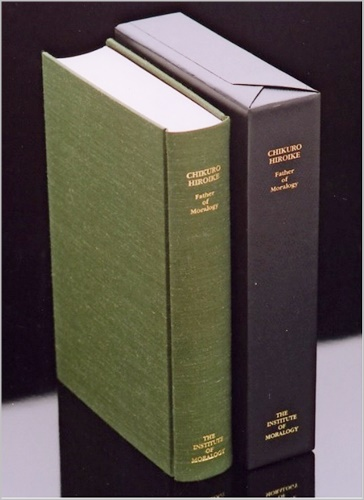 CHIKURO
HIROIKE
Father
of
Moralogy
THE
INSTITUTE
OF
MORALOGY
CHIKURO
HIROIKE
Father
of
Moralogy
THE
INSTITUTE
OF
MORALOGY